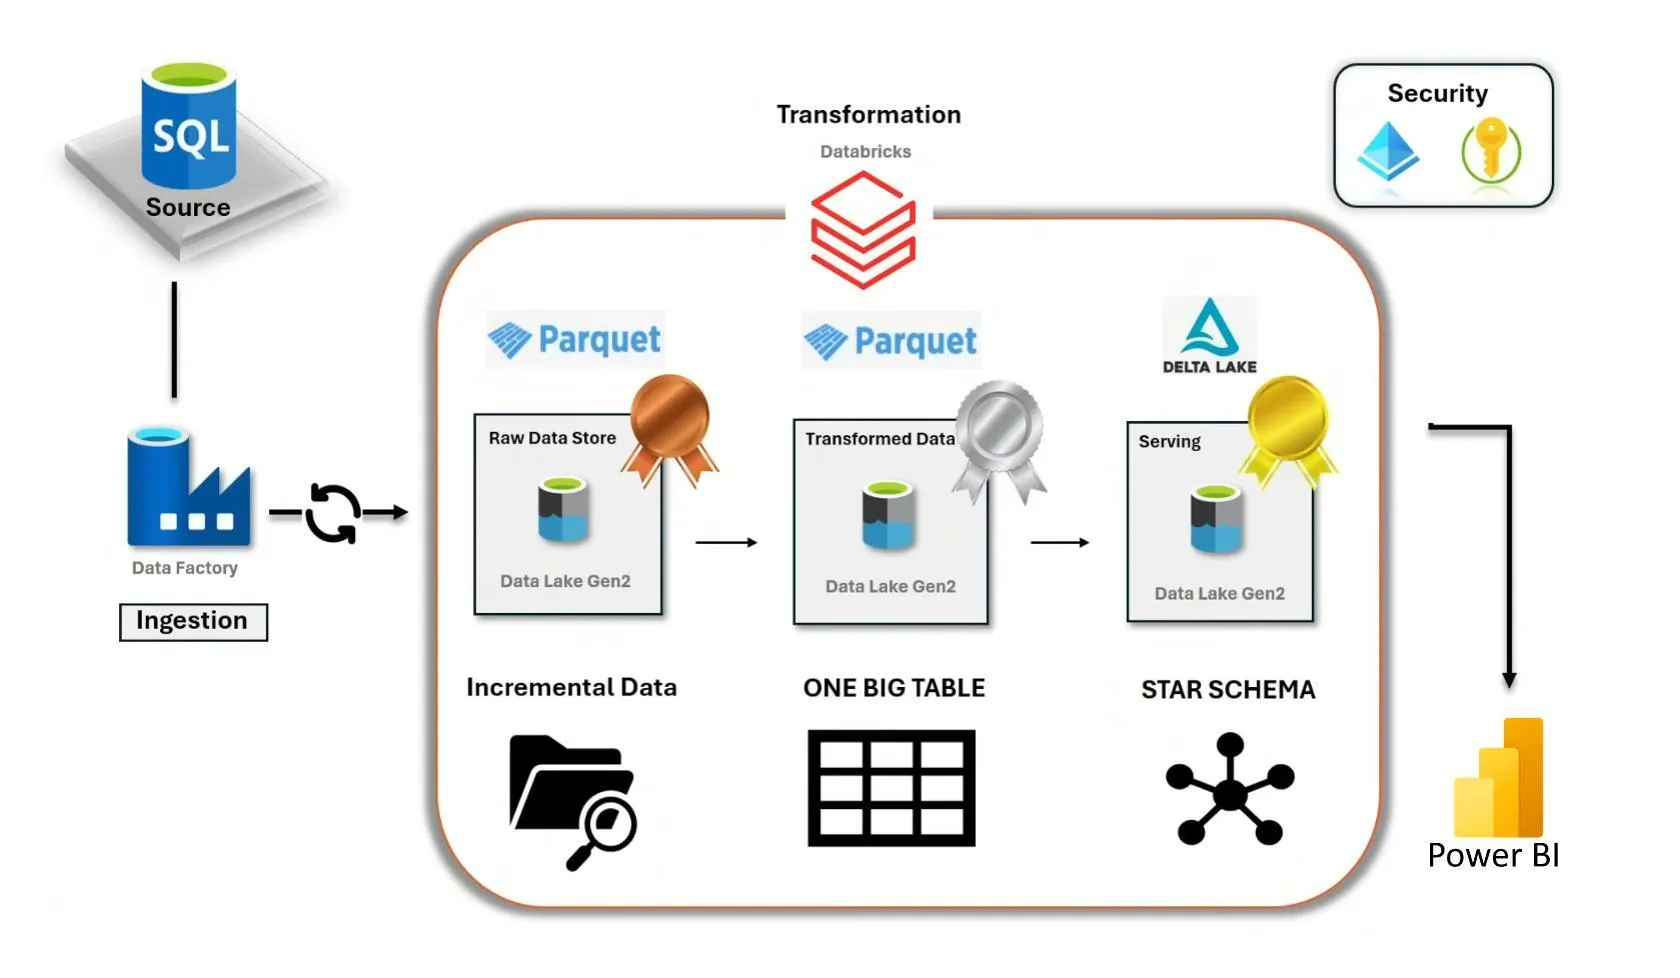 SQL
Source
Data Factory
Ingestion
Transformation
Databricks
Security
Parquet
Raw Data Store
Data Lake Gen2
Incremental Data
Parquet
Transformed Data
Data Lake Gen2
ONE BIG TABLE
DELTA LAKE
Serving
Data Lake Gen2
STAR SCHEMA
Power BI